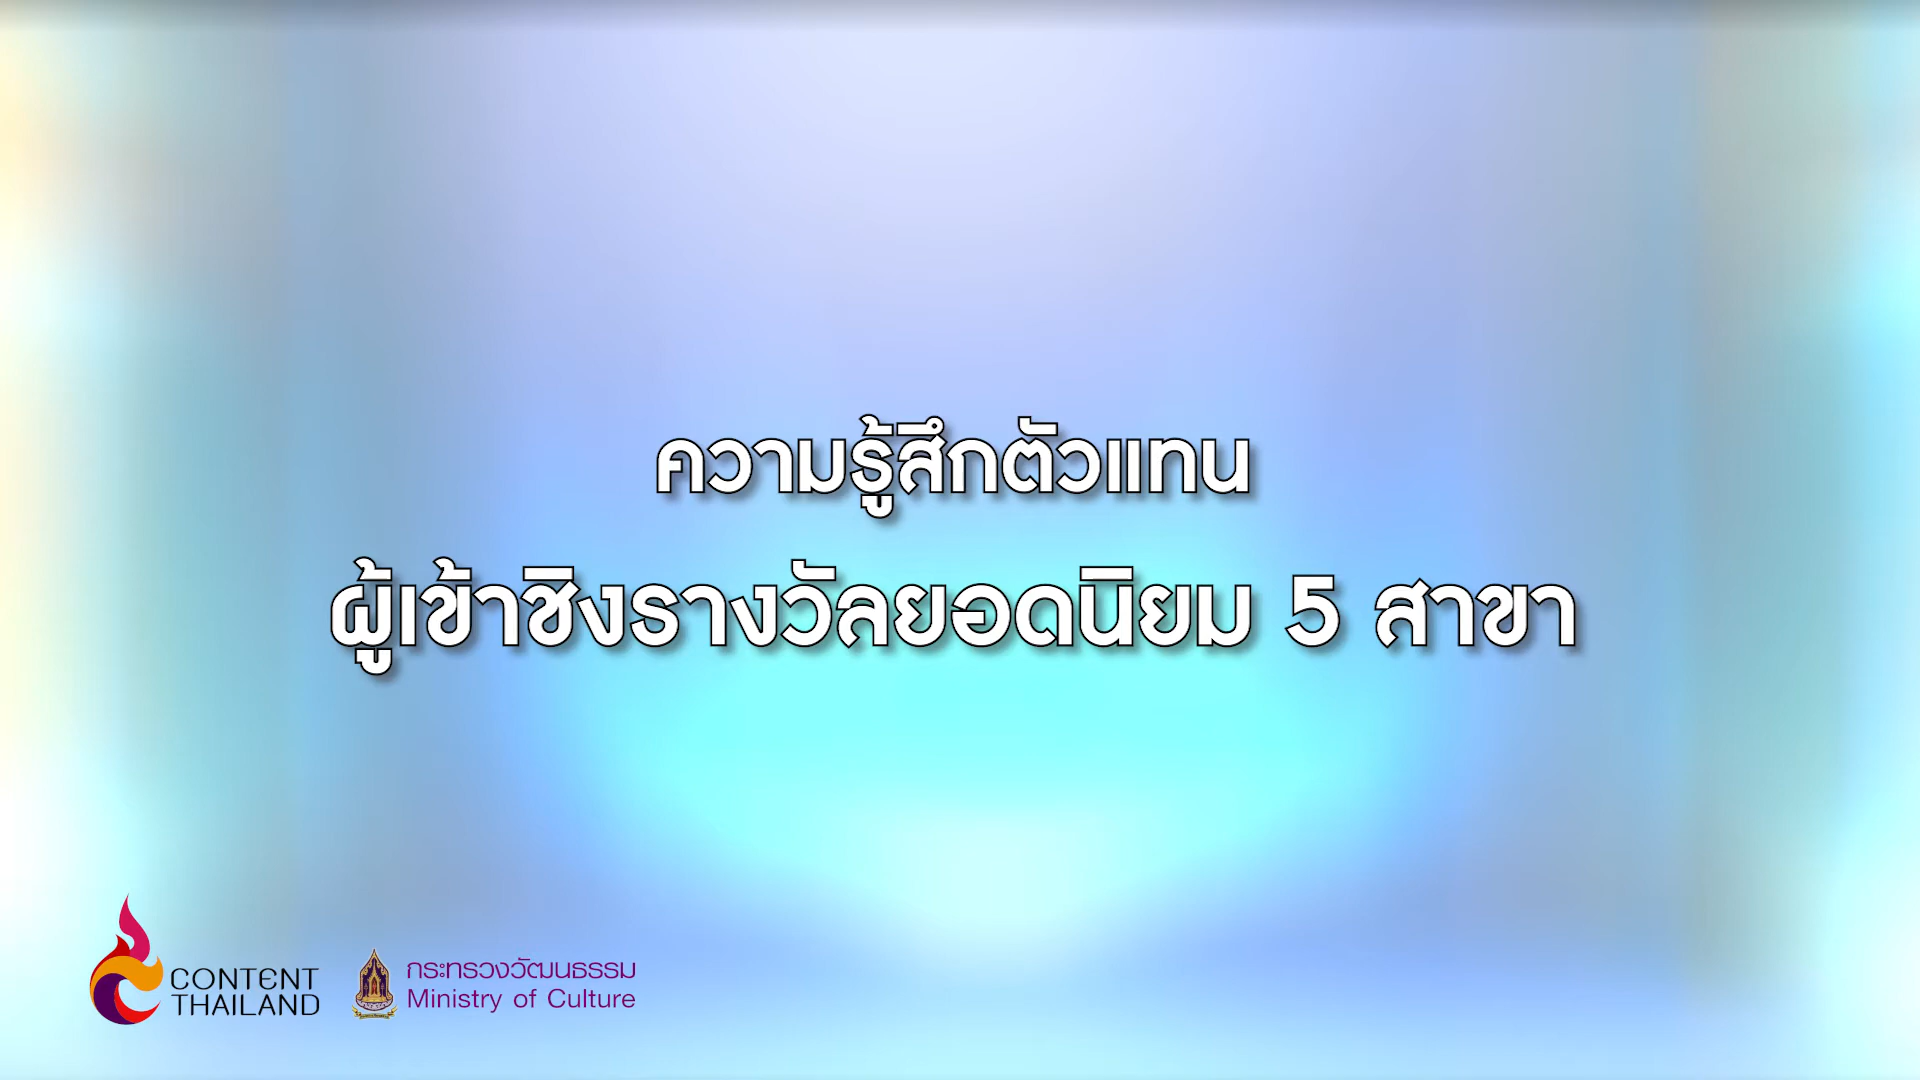 ความรู้สึกตัวแทน
ผู้เข้าชิงรางวัลยอดนิยม 5 สาขา
CONTENT
THAILAND
กระทรวงวัฒนธรรม
Ministry of Culture